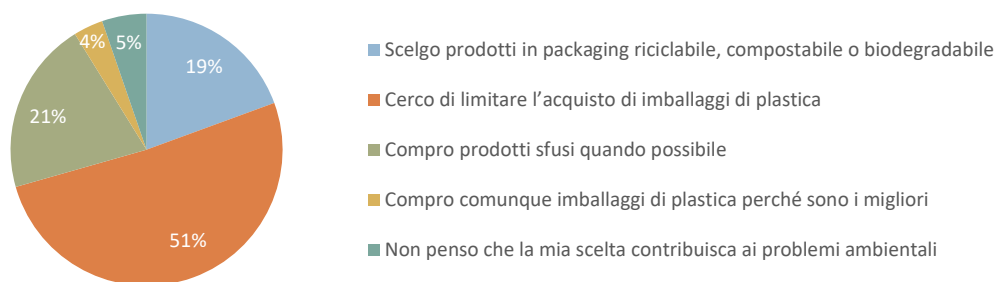 4%
5%
19%
21%
51%
Scelgo prodotti in packaging riciclabile, compostabile o biodegradabile
Cerco di limitare l’acquisto di imballaggi di plastica
Compro prodotti sfusi quando possibile
Compro comunque imballaggi di plastica perché sono i migliori
Non penso che la mia scelta contribuisca ai problemi ambientali